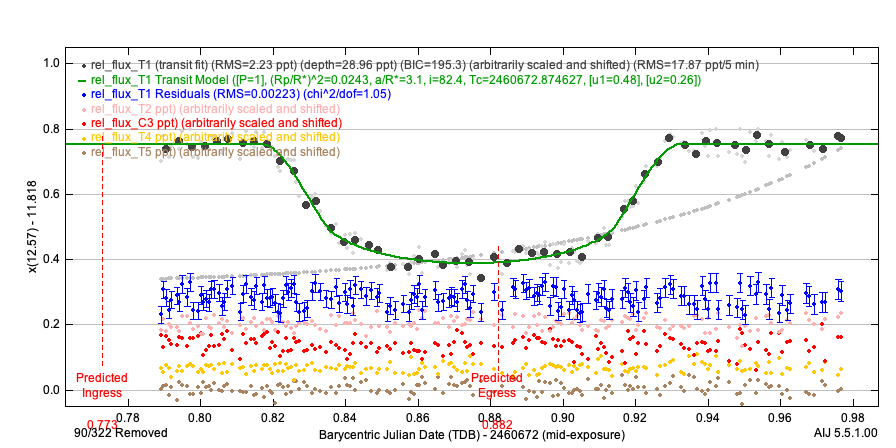 rel_flux_T1 (transit fit) (RMS=2.23 ppt) (depth=28.96 ppt) (BIC=195.3) (arbitrarily scaled and shifted) (RMS=17.87 ppt/5 min)
rel_flux_T1 Transit Model ([P=1], (Rp/R*)^2=0.0243, a/R*=3.1, i=82.4, Tc=2460672.874627, [u1=0.48], [u2=0.26])
rel_flux_T1 Residuals (RMS=0.00223) (chi^2/dof=1.05)
rel_flux_T2 ppt) (arbitrarily scaled and shifted)
rel_flux_C3 ppt) (arbitrarily scaled and shifted)
rel_flux_T4 ppt) (arbitrarily scaled and shifted)
rel_flux_T5 ppt) (arbitrarily scaled and shifted)
1.0
0.8
0.6
0.4
0.2
0.0
x(12.57) - 11.818
Predicted
Ingress
Predicted
Egress
0.773
0.882
0.78 0.80 0.82 0.84 0.86 0.88 0.90 0.92 0.94 0.96 0.98
90/322 Removed
Barycentric Julian Date (TDB) - 2460672 (mid-exposure)
AIJ 5.5.1.00